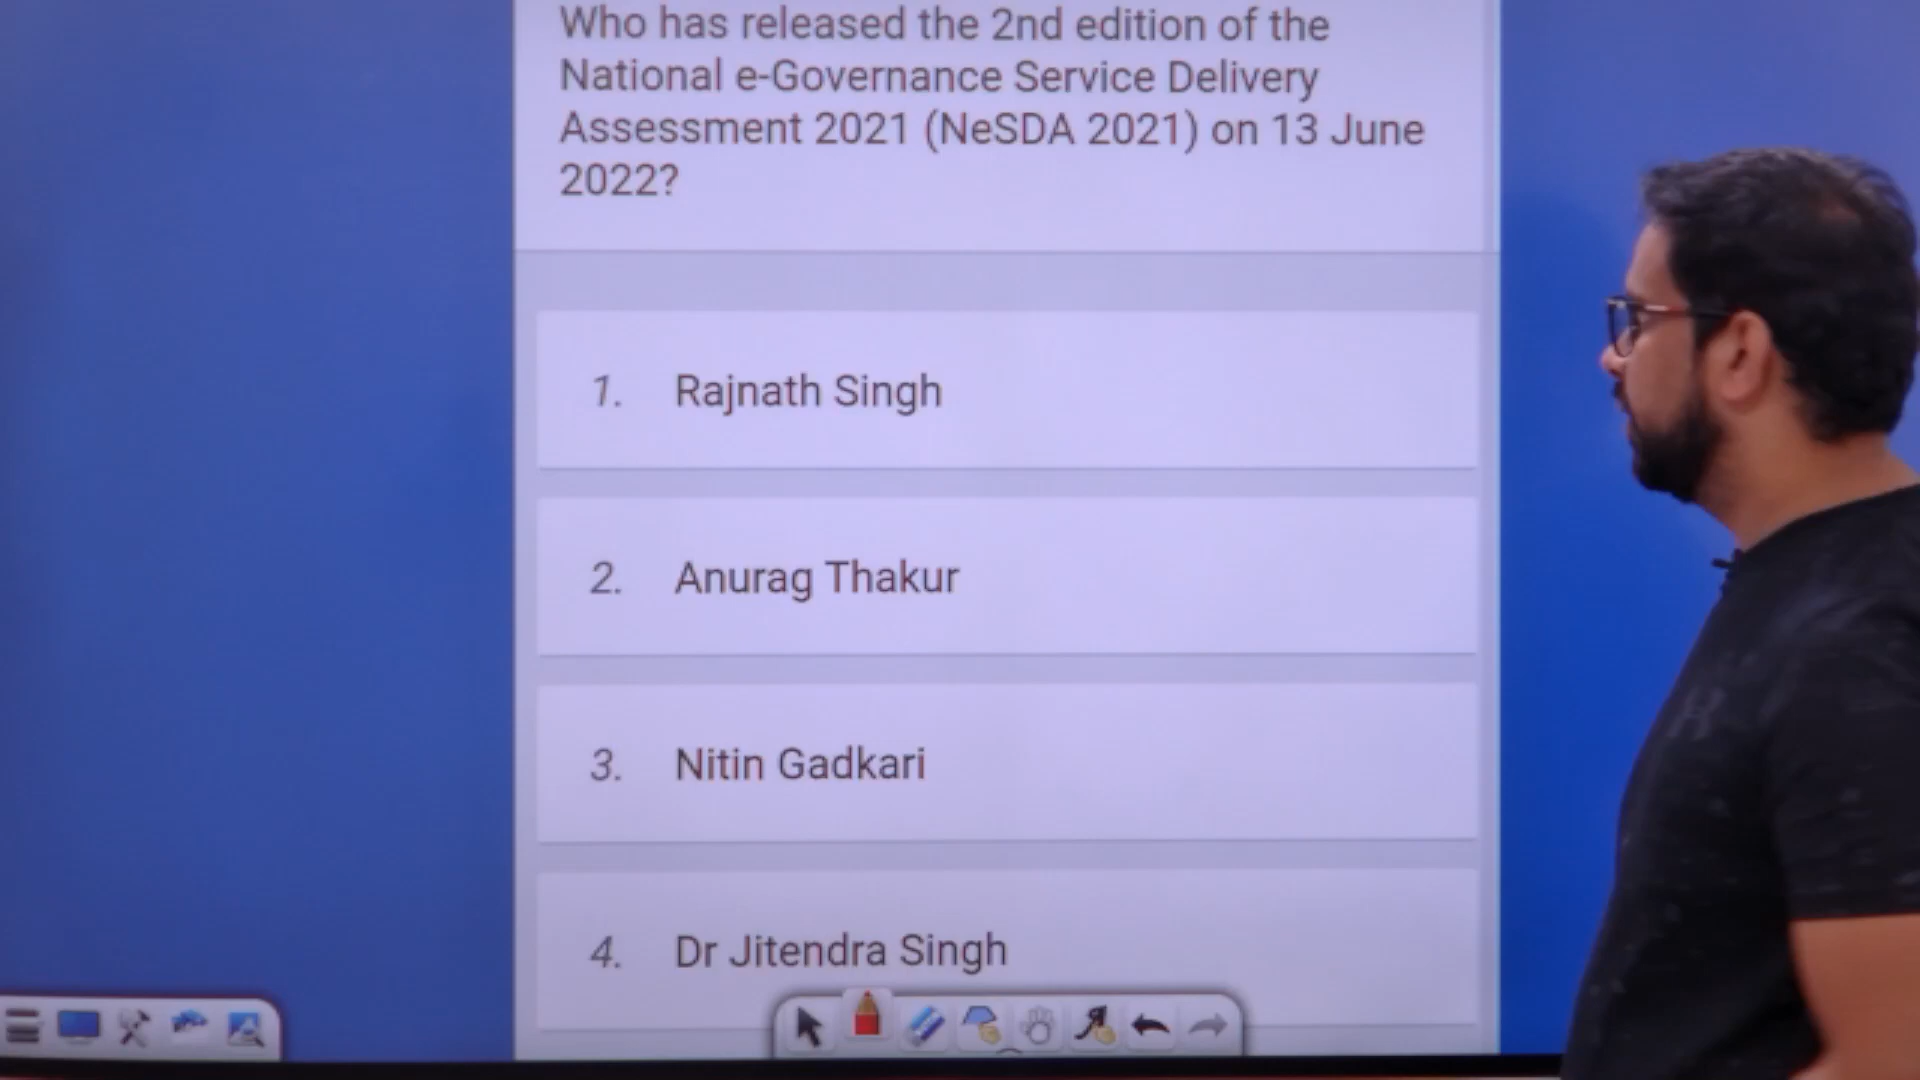 Who has released the 2nd edition of the
National e-Governance Service Delivery
Assessment 2021 (NeSDA 2021) on 13 June
2022?
1. Rajnath Singh
2. Anurag Thakur
3. Nitin Gadkari
4. Dr Jitendra Singh